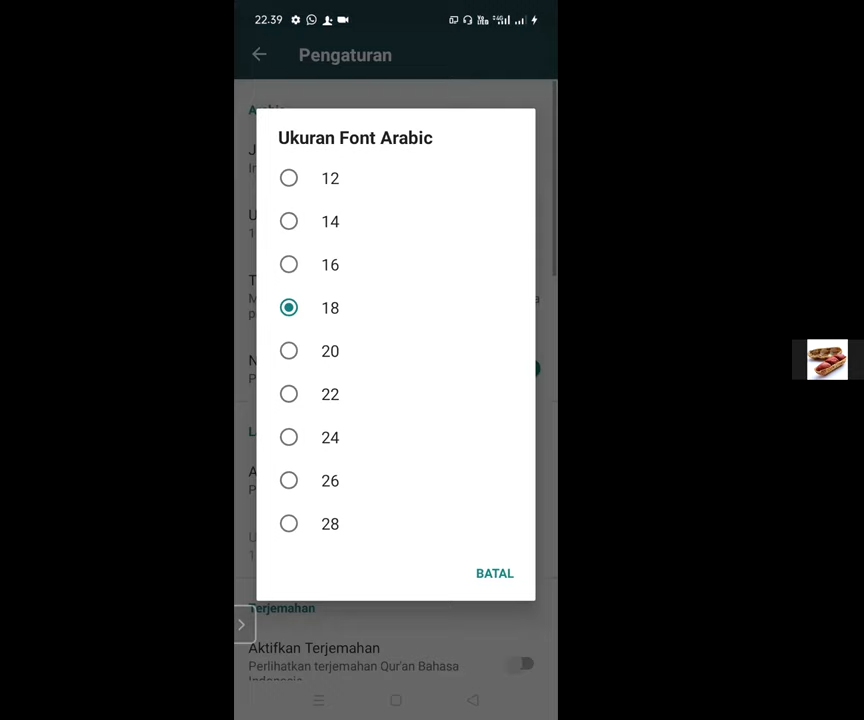 22.39
Pengaturan
Ukuran Font Arabic
12
14
16
18
20
22
24
26
28
BATAL
Terjemahan
Aktifkan Terjemahan
Perlihatkan terjemahan Qur'an Bahasa
Indonesia